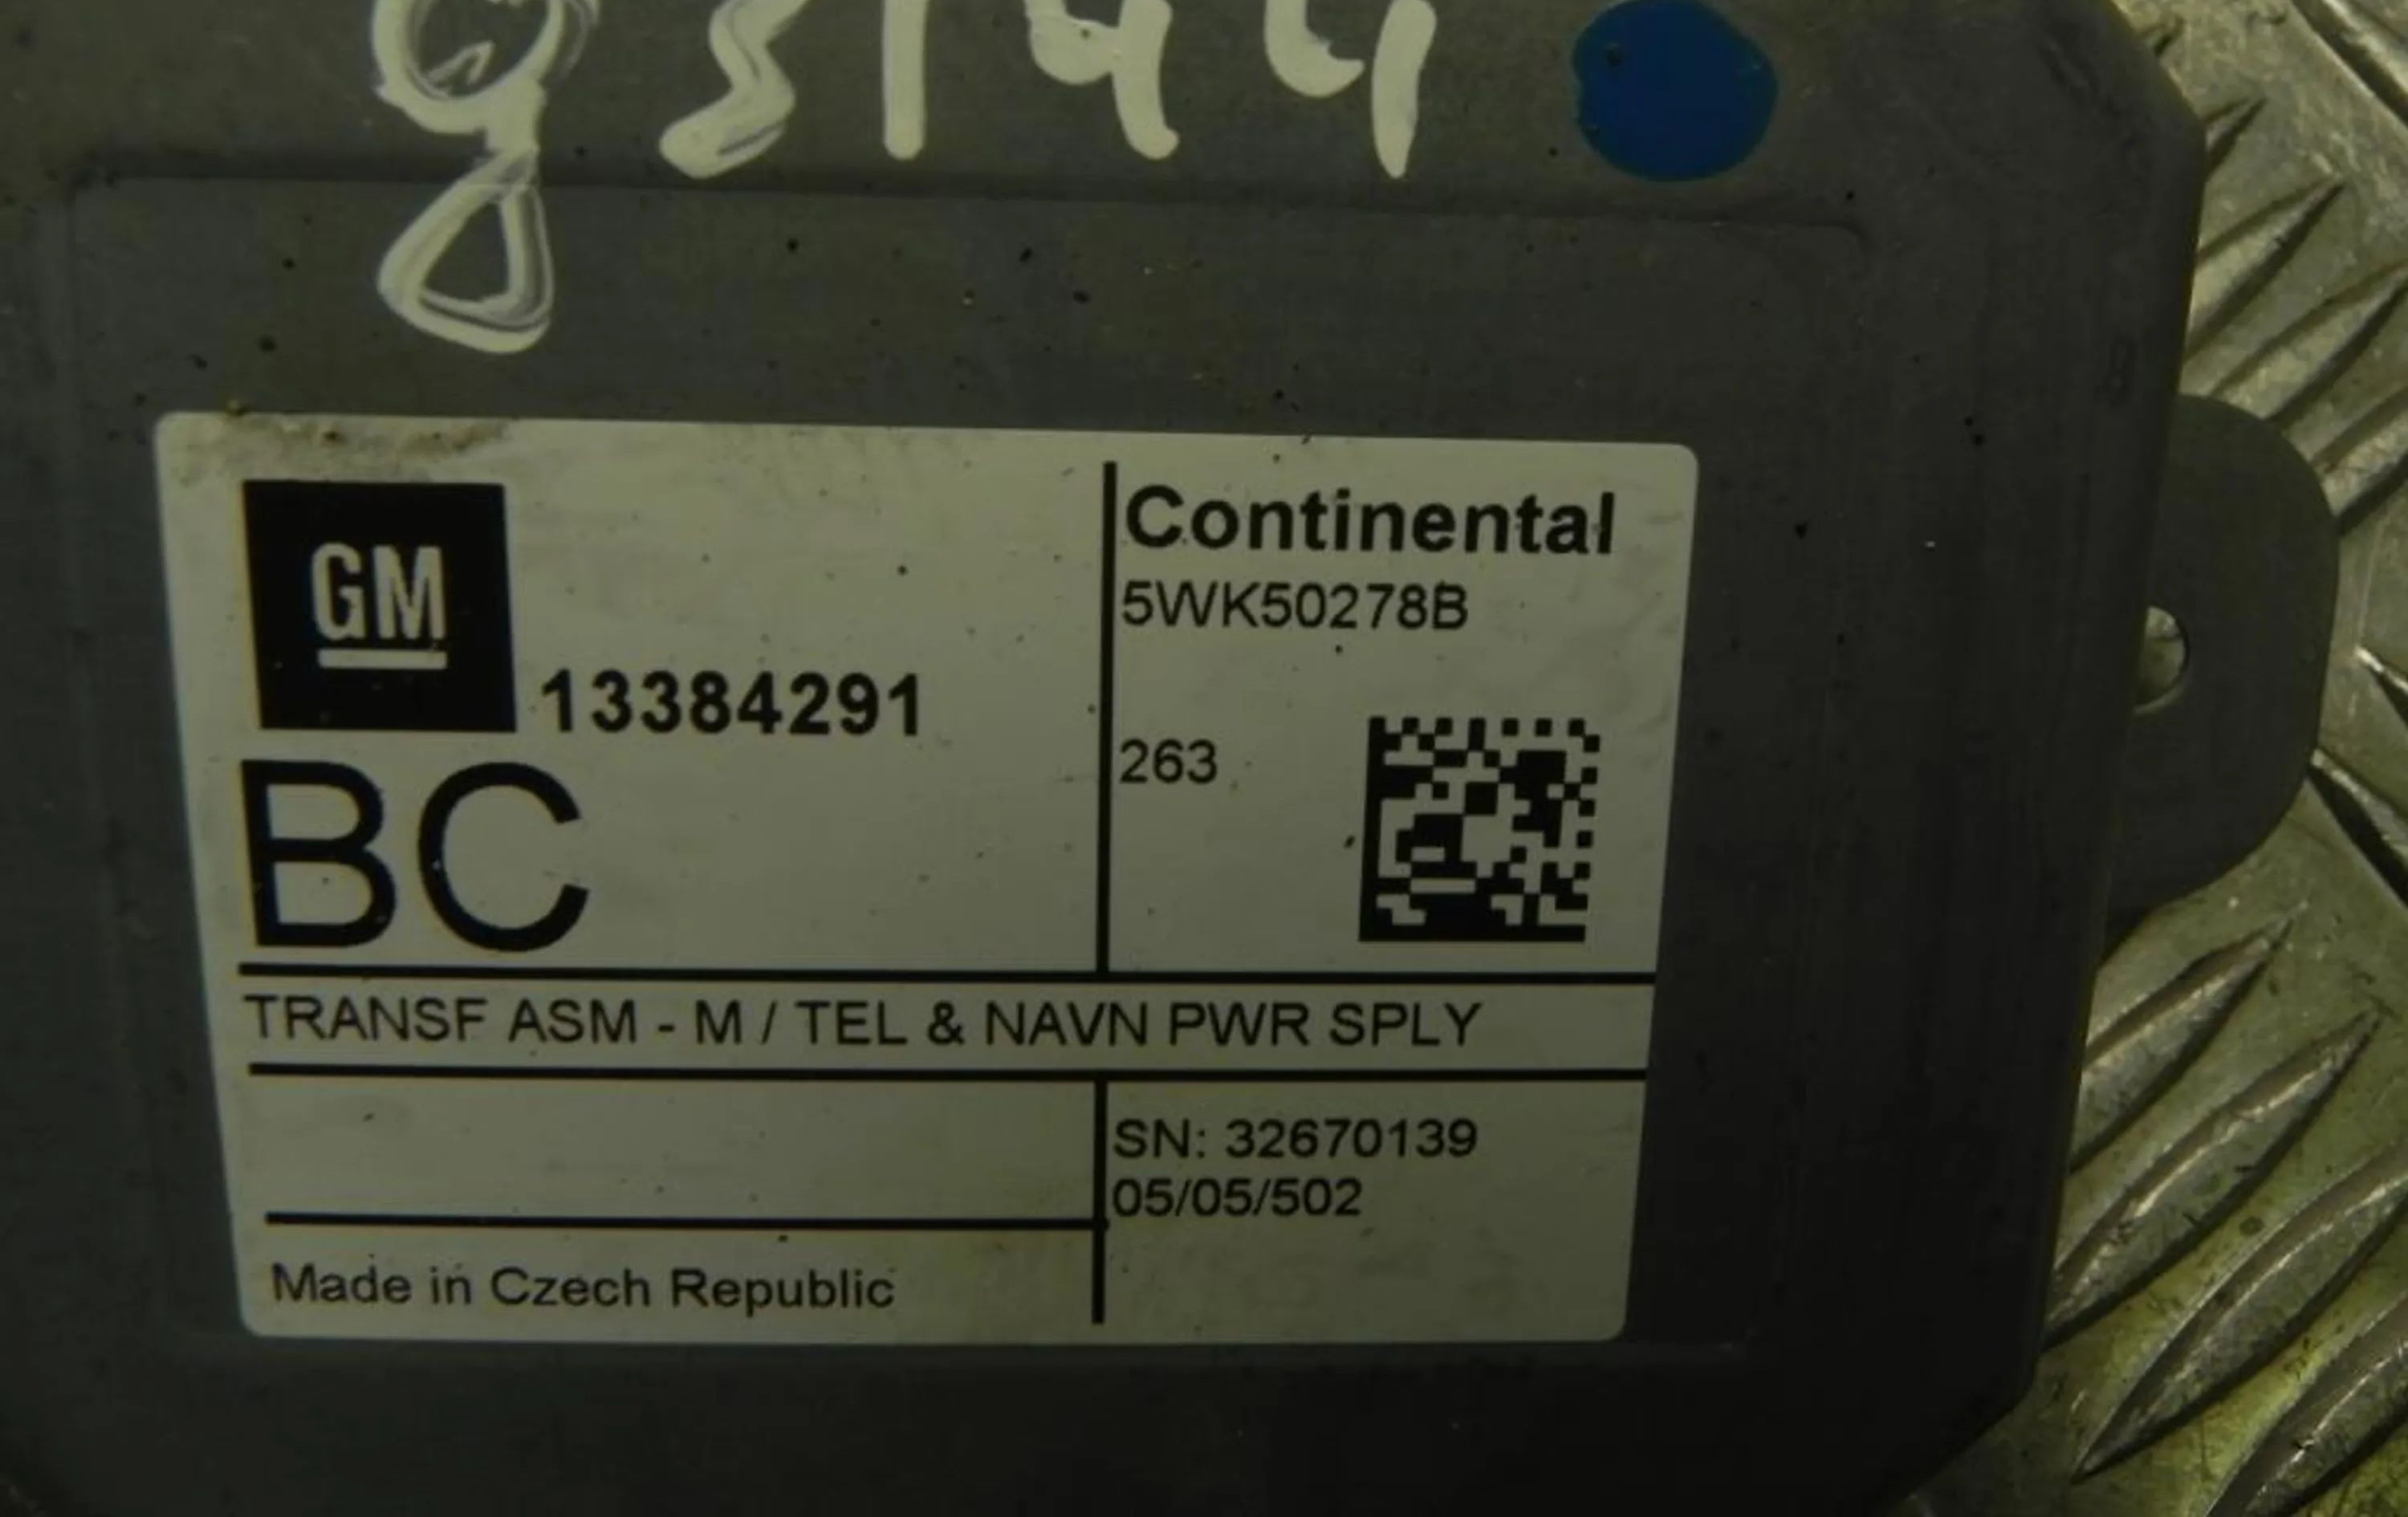 GM
13384291
BC
Continental
5WK50278B
263
TRANSF ASM - M / TEL & NAVN PWR SPLY
SN: 32670139
05/05/502
Made in Czech Republic